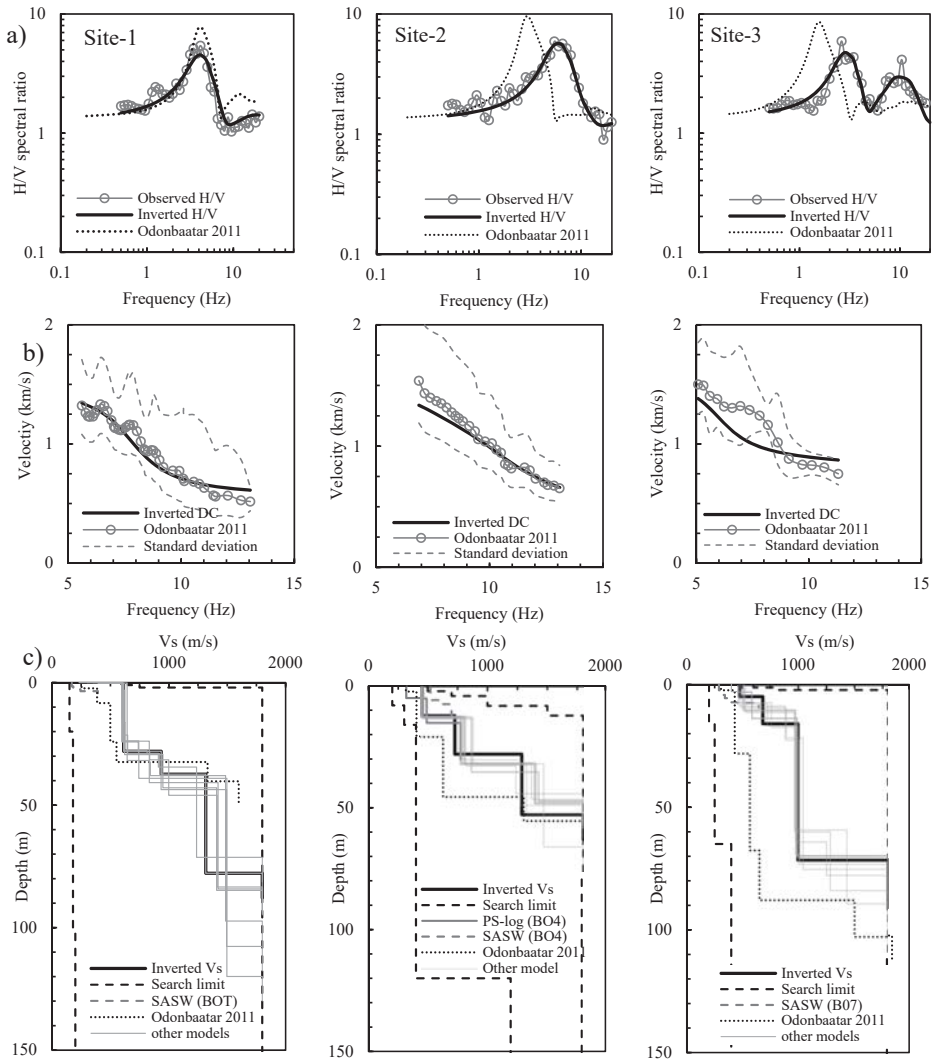 a)
Site-1
Site-2
Site-3
10
1
0.1
H/V spectral ratio
Observed H/V
Inverted H/V
Odonbaatar 2011
0.1
1
10
Frequency (Hz)
10
1
0.1
H/V spectral ratio
Observed H/V
Inverted H/V
Odonbaatar 2011
0.1
1
10
Frequency (Hz)
10
1
0.1
H/V spectral ratio
Observed H/V
Inverted H/V
Odonbaatar 2011
0.1
1
10
Frequency (Hz)
b)
2
1
0
Veloctiy (km/s)
Inverted DC
Odonbaatar 2011
Standard deviation
5
10
15
Frequency (Hz)
2
1
0
Velocity (km/s)
Inverted DC
Odonbaatar 2011
Standard deviation
5
10
15
Frequency (Hz)
2
1
0
Velocity (km/s)
Inverted DC
Odonbaatar 2011
Standard deviation
5
10
15
Frequency (Hz)
c)
Vs (m/s)
0
1000
2000
0
50
100
150
Depth (m)
Inverted Vs
Search limit
SASW (BOT)
Odonbaatar 2011
other models
Vs (m/s)
0
1000
2000
0
50
100
150
Depth (m)
Inverted Vs
Search limit
PS-log (BO4)
SASW (BO4)
Odonbaatar 2011
Other model
Vs (m/s)
0
1000
2000
0
50
100
150
Depth (m)
Inverted Vs
Search limit
SASW (B07)
Odonbaatar 2011
other models